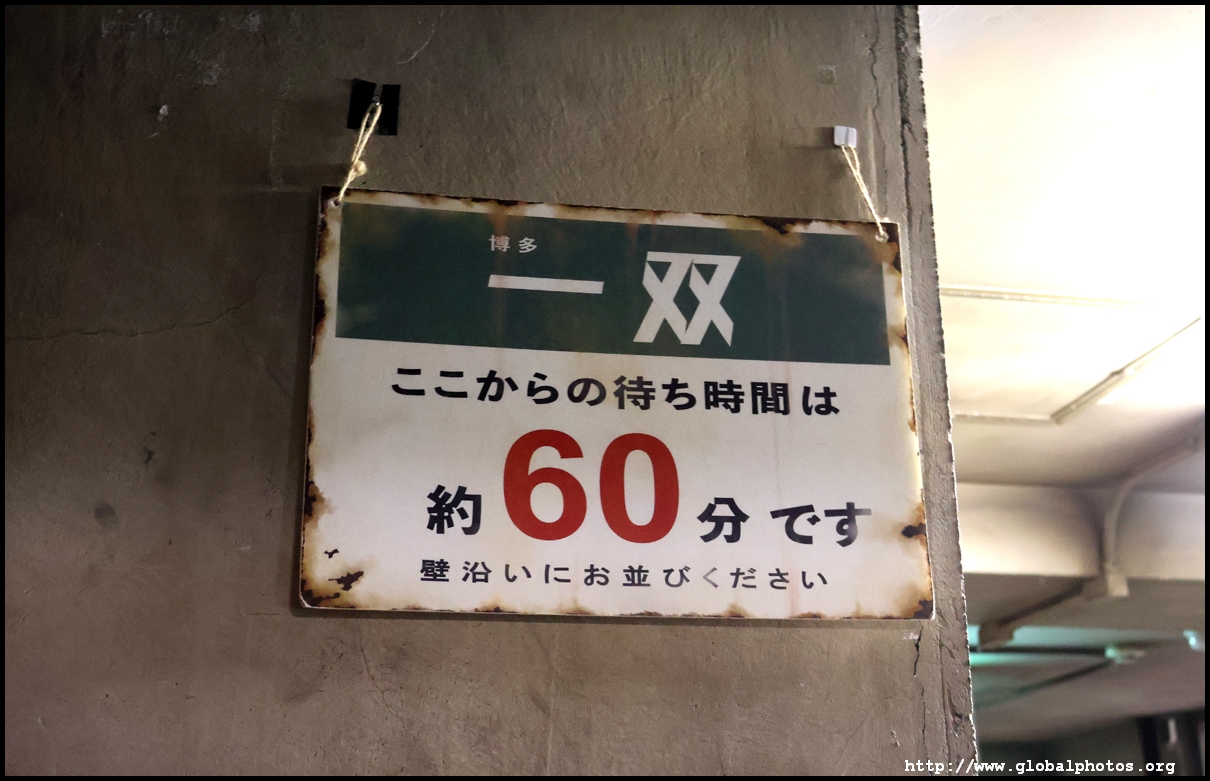 博多
一双
ここからの待ち時間は
約60分です
壁沿いにお並びください
http://www.globalphotos.org